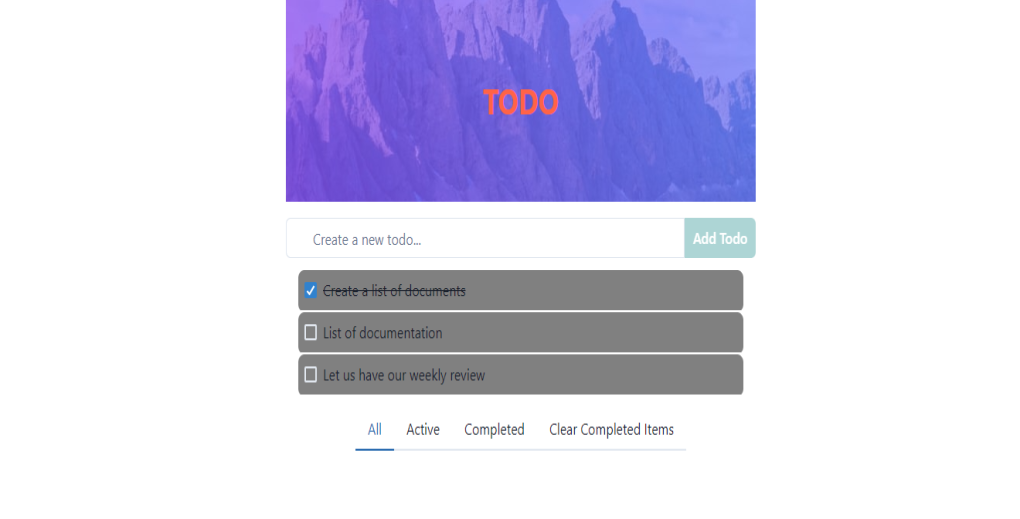 TODO
Create a new todo... Add Todo
Create a list of documents
List of documentation
Let us have our weekly review
All Active Completed Clear Completed Items